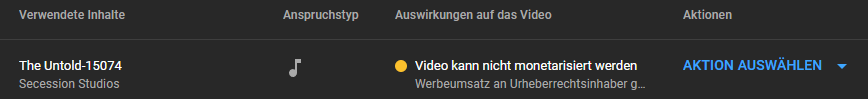 Verwendete Inhalte Anspruchstyp Auswirkungen auf das Video Aktionen
The Untold-15074 Video kann nicht monetarisiert werden AKTION AUSWÄHLEN
Secession Studios Werbeumsatz an Urheberrechtsinhaber g...